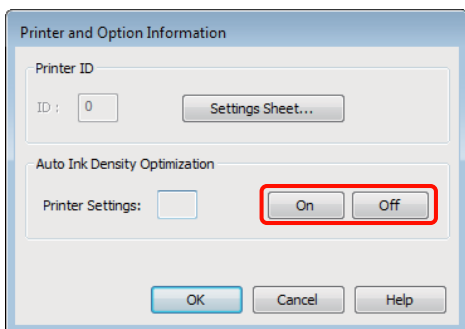 Printer and Option Information
Printer ID
ID : 0 Settings Sheet...
Auto Ink Density Optimization
Printer Settings: On Off
OK Cancel Help